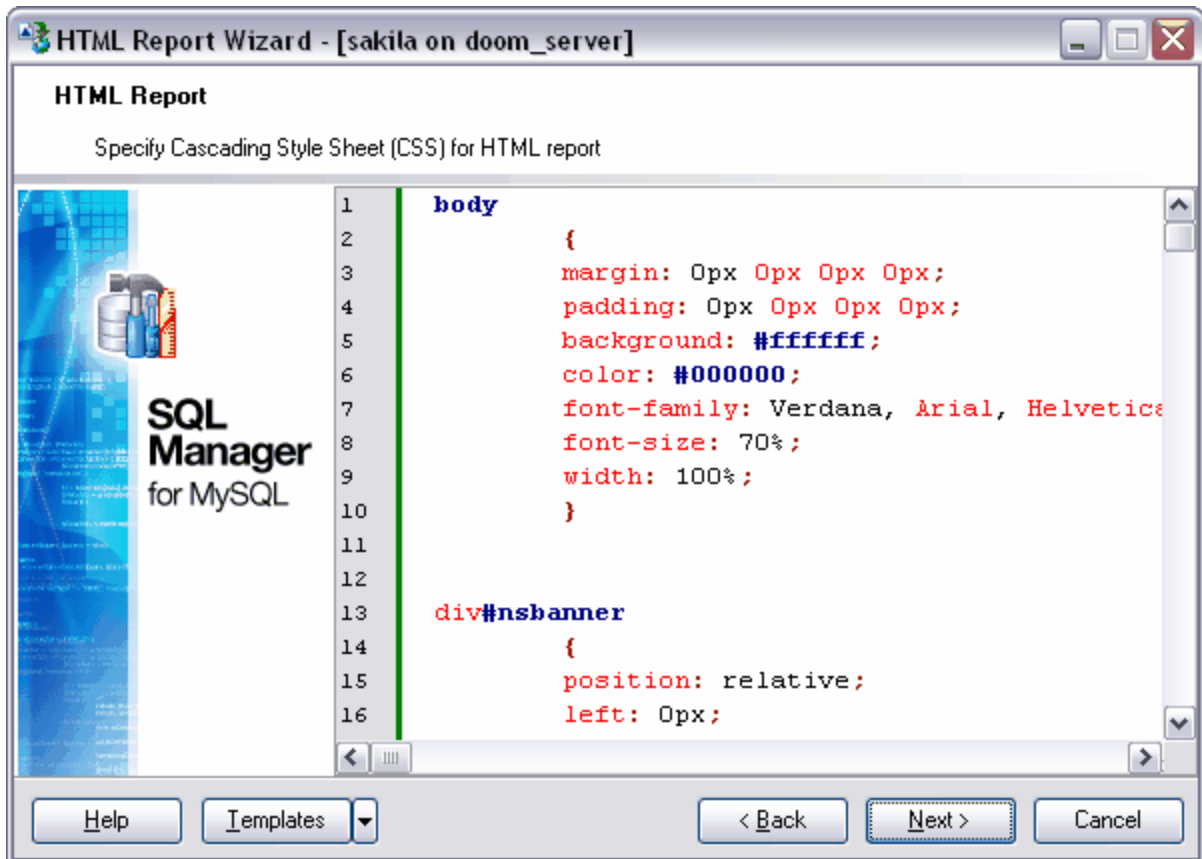 HTML Report Wizard - [sakila on doom_server]
HTML Report
Specify Cascading Style Sheet (CSS) for HTML report
SQL
Manager
for MySQL
1 body
2 {
3 margin: 0px 0px 0px 0px;
4 padding: 0px 0px 0px 0px;
5 background: #ffffff;
6 color: #000000;
7 font-family: Verdana, Arial, Helvetica
8 font-size: 70%;
9 width: 100%;
10 }
11
12
13 div#nsbanner
14 {
15 position: relative;
16 left: 0px;
Help Templates < Back Next > Cancel